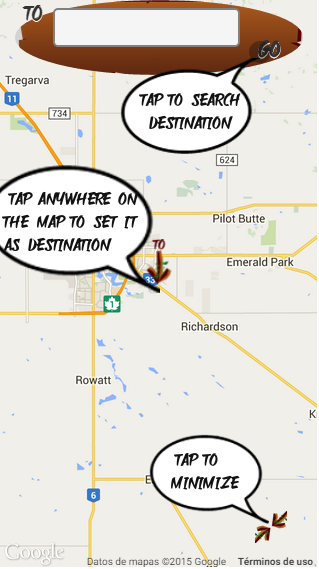 TO
GO
Tregarva
11
734
TAP TO SEARCH
DESTINATION
624
TAP ANYWHERE ON
THE MAP TO SET IT
AS DESTINATION
Pilot Butte
TO
Emerald Park
33
1
Richardson
Rowatt
TAP TO
MINIMIZE
6
Google
Datos de mapas ©2015 Google
Términos de uso